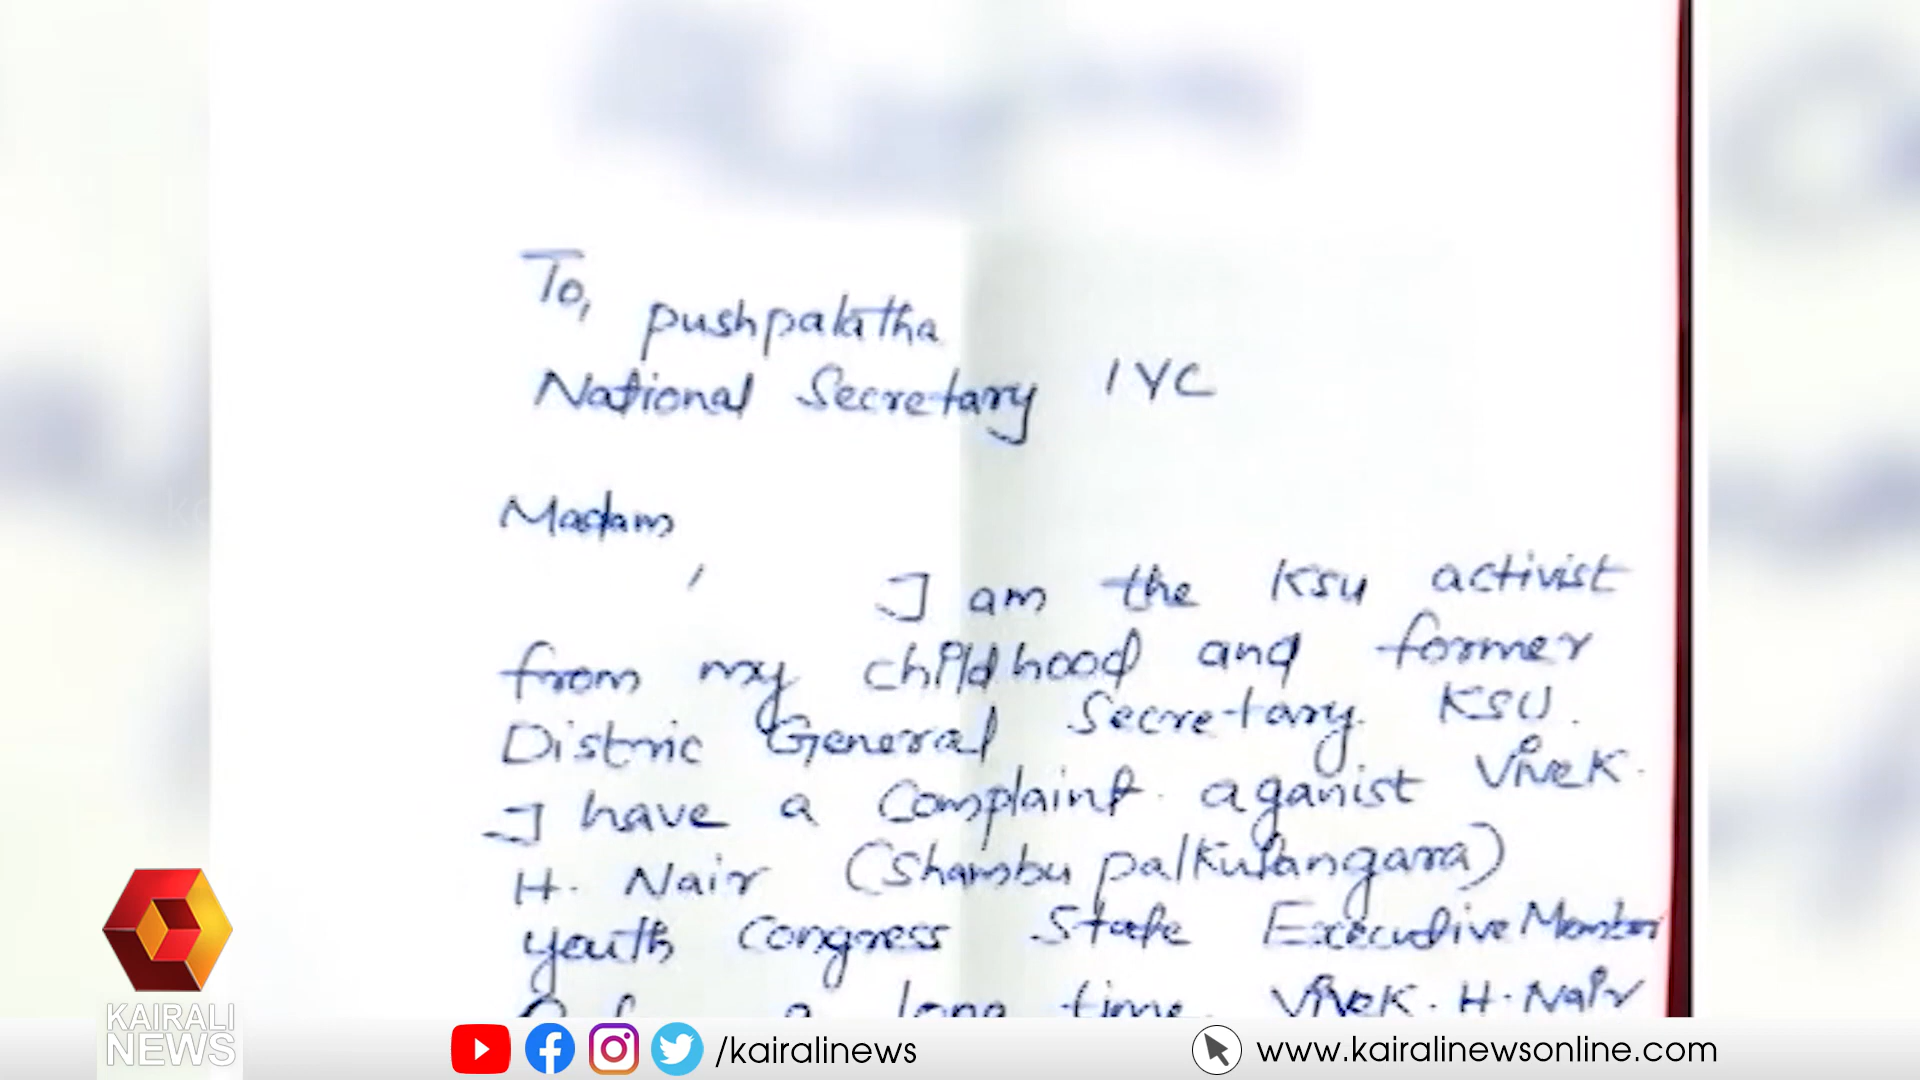 To,
pushpalatha
National Secretary IYC
Madam,
I am the KSU activist
from my childhood and former
Distric General Secretary KSU.
I have a Complaint aganist Vivek.
H. Nair (Shambu palkulangara)
youth Congress State Executive Member
a long time. Vivek. H. Nair
KAIRALI
NEWS
/kairalinews
www.kairalinewsonline.com